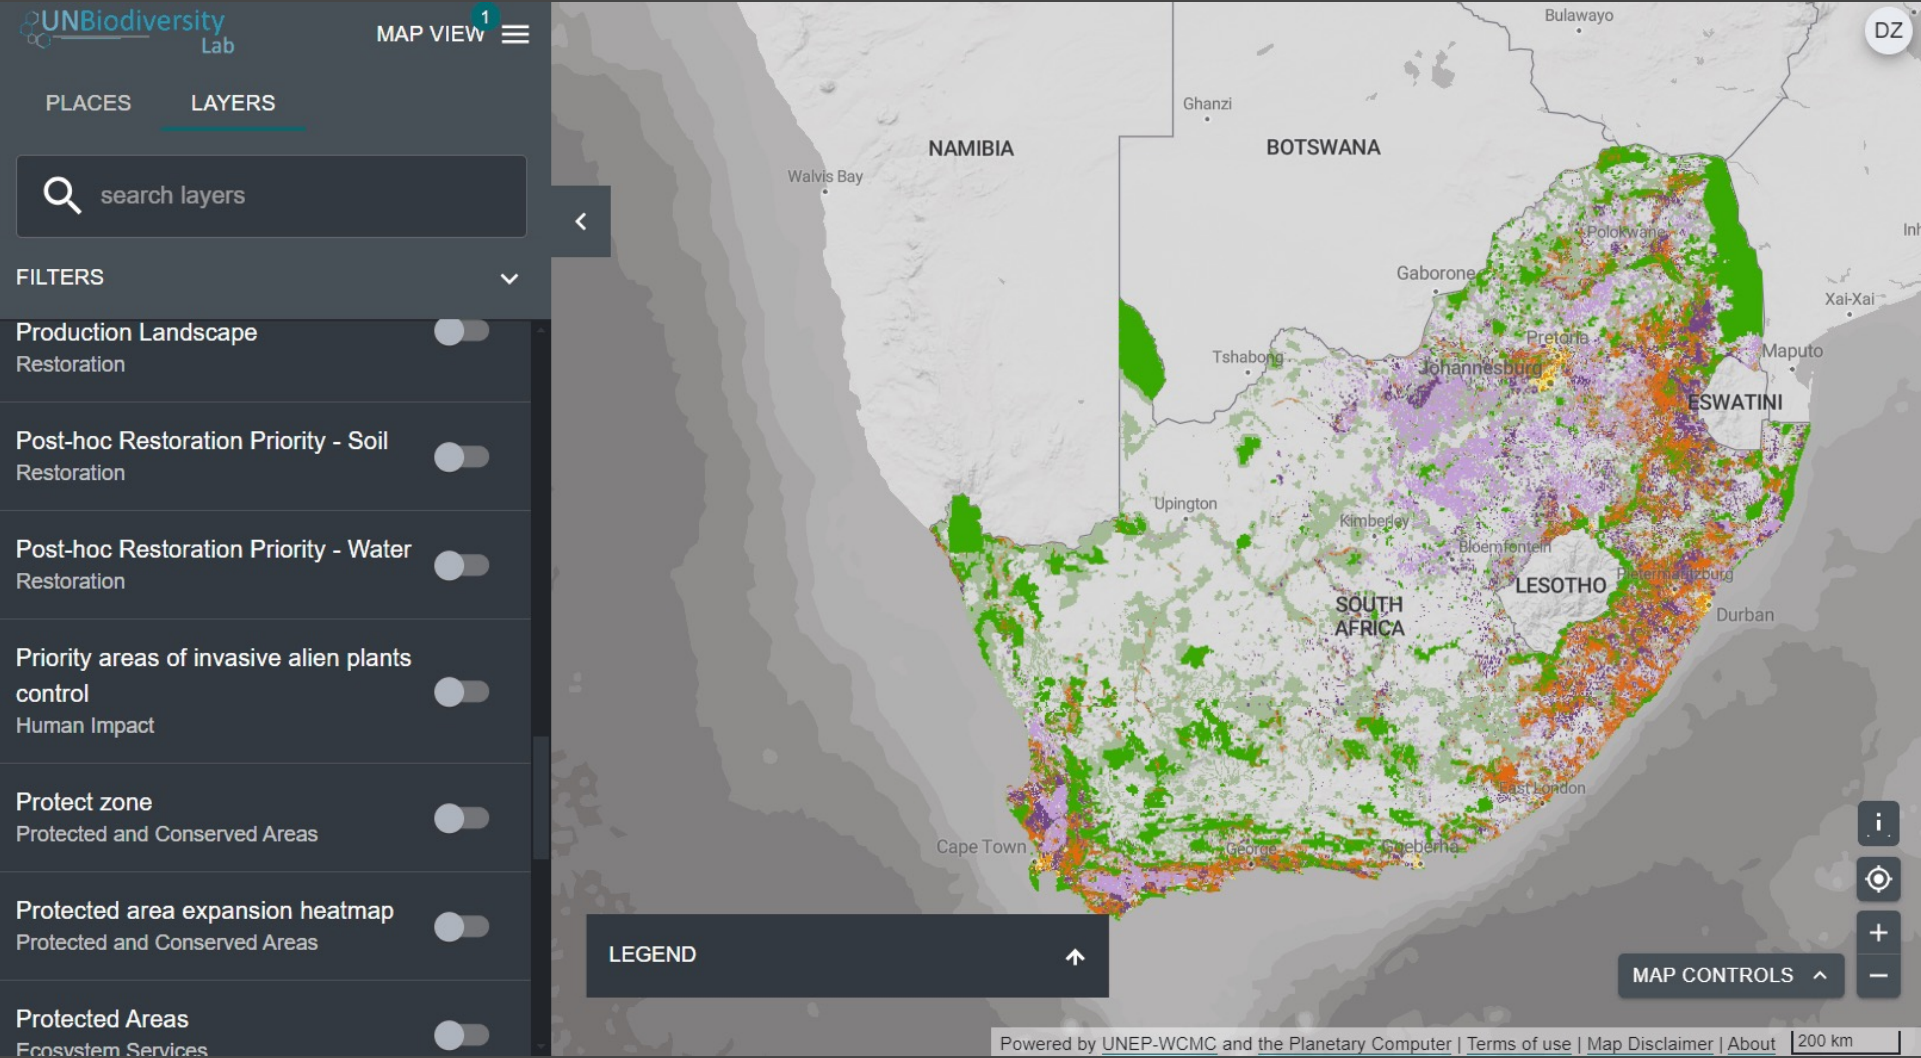 UNBiodiversity
Lab
MAP VIEW
1
PLACES
LAYERS
search layers
FILTERS
Production Landscape
Restoration
Post-hoc Restoration Priority - Soil
Restoration
Post-hoc Restoration Priority - Water
Restoration
Priority areas of invasive alien plants
control
Human Impact
Protect zone
Protected and Conserved Areas
Protected area expansion heatmap
Protected and Conserved Areas
Protected Areas
Ecosystem Services
Bulawayo
DZ
Ghanzi
NAMIBIA
BOTSWANA
Walvis Bay
Polokwane
Inh
Gaborone
Xai-Xai
Pretoria
Maputo
Tshabong
Johannesburg
ESWATINI
Upington
Kimberley
Bloemfontein
Pietermaritzburg
LESOTHO
SOUTH
AFRICA
Durban
East London
Cape Town
George
Gqeberha
LEGEND
MAP CONTROLS
i
+
−
Powered by UNEP-WCMC and the Planetary Computer | Terms of use | Map Disclaimer | About
200 km